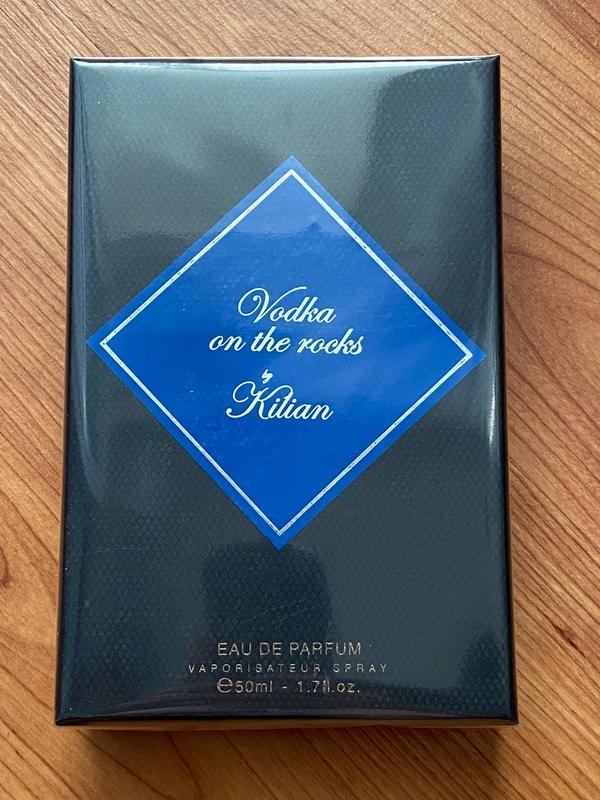 Vodka
on the rocks
by
Kilian
EAU DE PARFUM
VAPORISATEUR SPRAY
℮50ml - 1.7fl.oz.